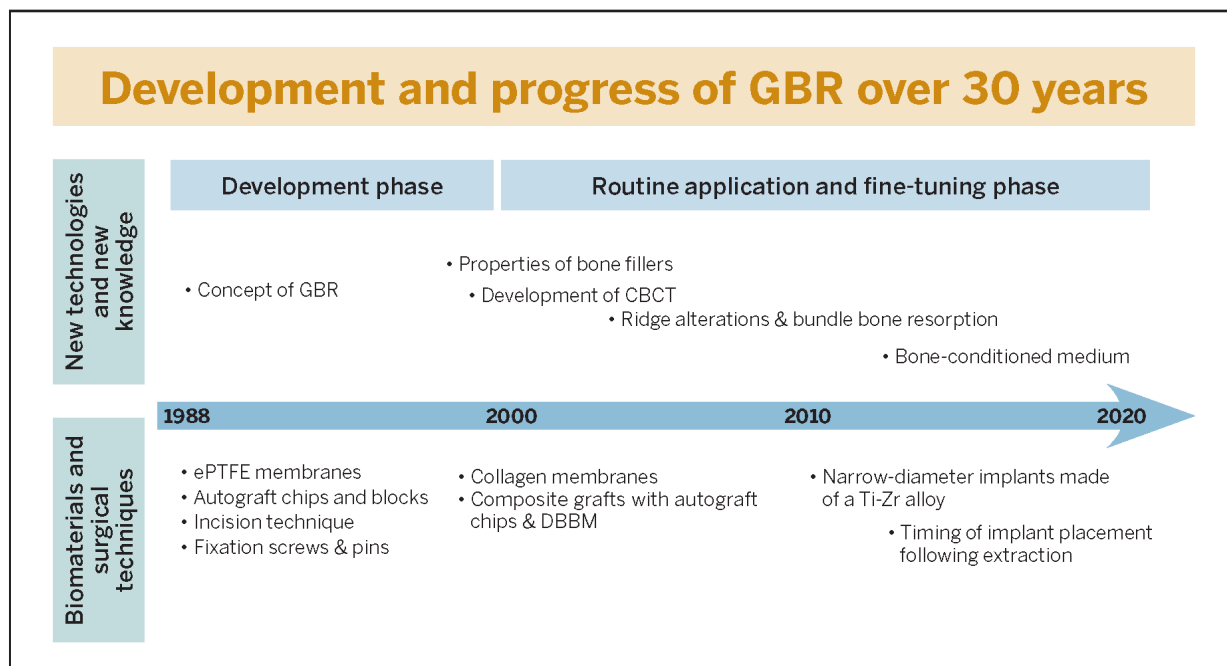 Development and progress of GBR over 30 years
New technologies
and new
knowledge
Development phase
Routine application and fine-tuning phase
• Concept of GBR
• Properties of bone fillers
• Development of CBCT
• Ridge alterations & bundle bone resorption
• Bone-conditioned medium
1988
2000
2010
2020
Biomaterials and
surgical
techniques
• ePTFE membranes
• Autograft chips and blocks
• Incision technique
• Fixation screws & pins
• Collagen membranes
• Composite grafts with autograft
chips & DBBM
• Narrow-diameter implants made
of a Ti-Zr alloy
• Timing of implant placement
following extraction